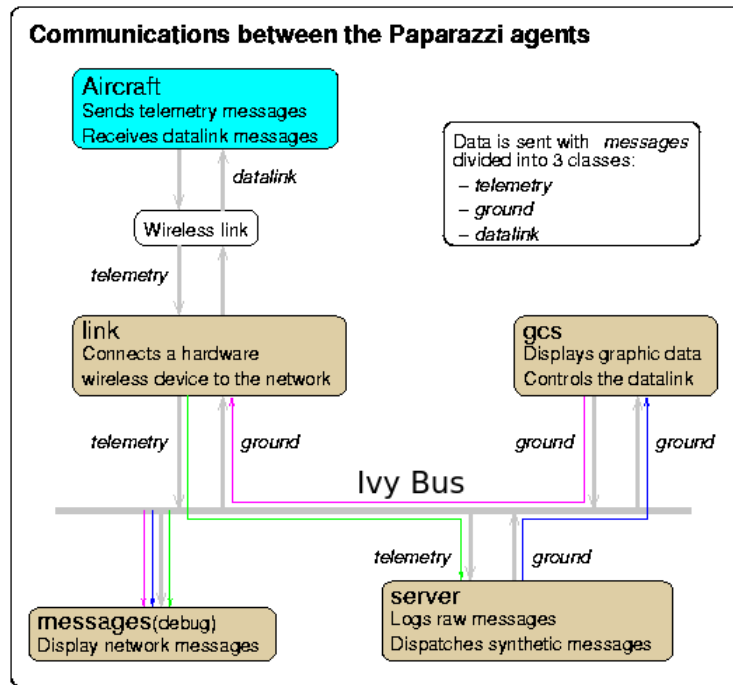 Communications between the Paparazzi agents
Aircraft
Sends telemetry messages
Receives datalink messages
Data is sent with messages
divided into 3 classes:
– telemetry
– ground
– datalink
datalink
Wireless link
telemetry
link
Connects a hardware
wireless device to the network
gcs
Displays graphic data
Controls the datalink
telemetry
ground
ground
ground
Ivy Bus
telemetry
ground
messages(debug)
Display network messages
server
Logs raw messages
Dispatches synthetic messages